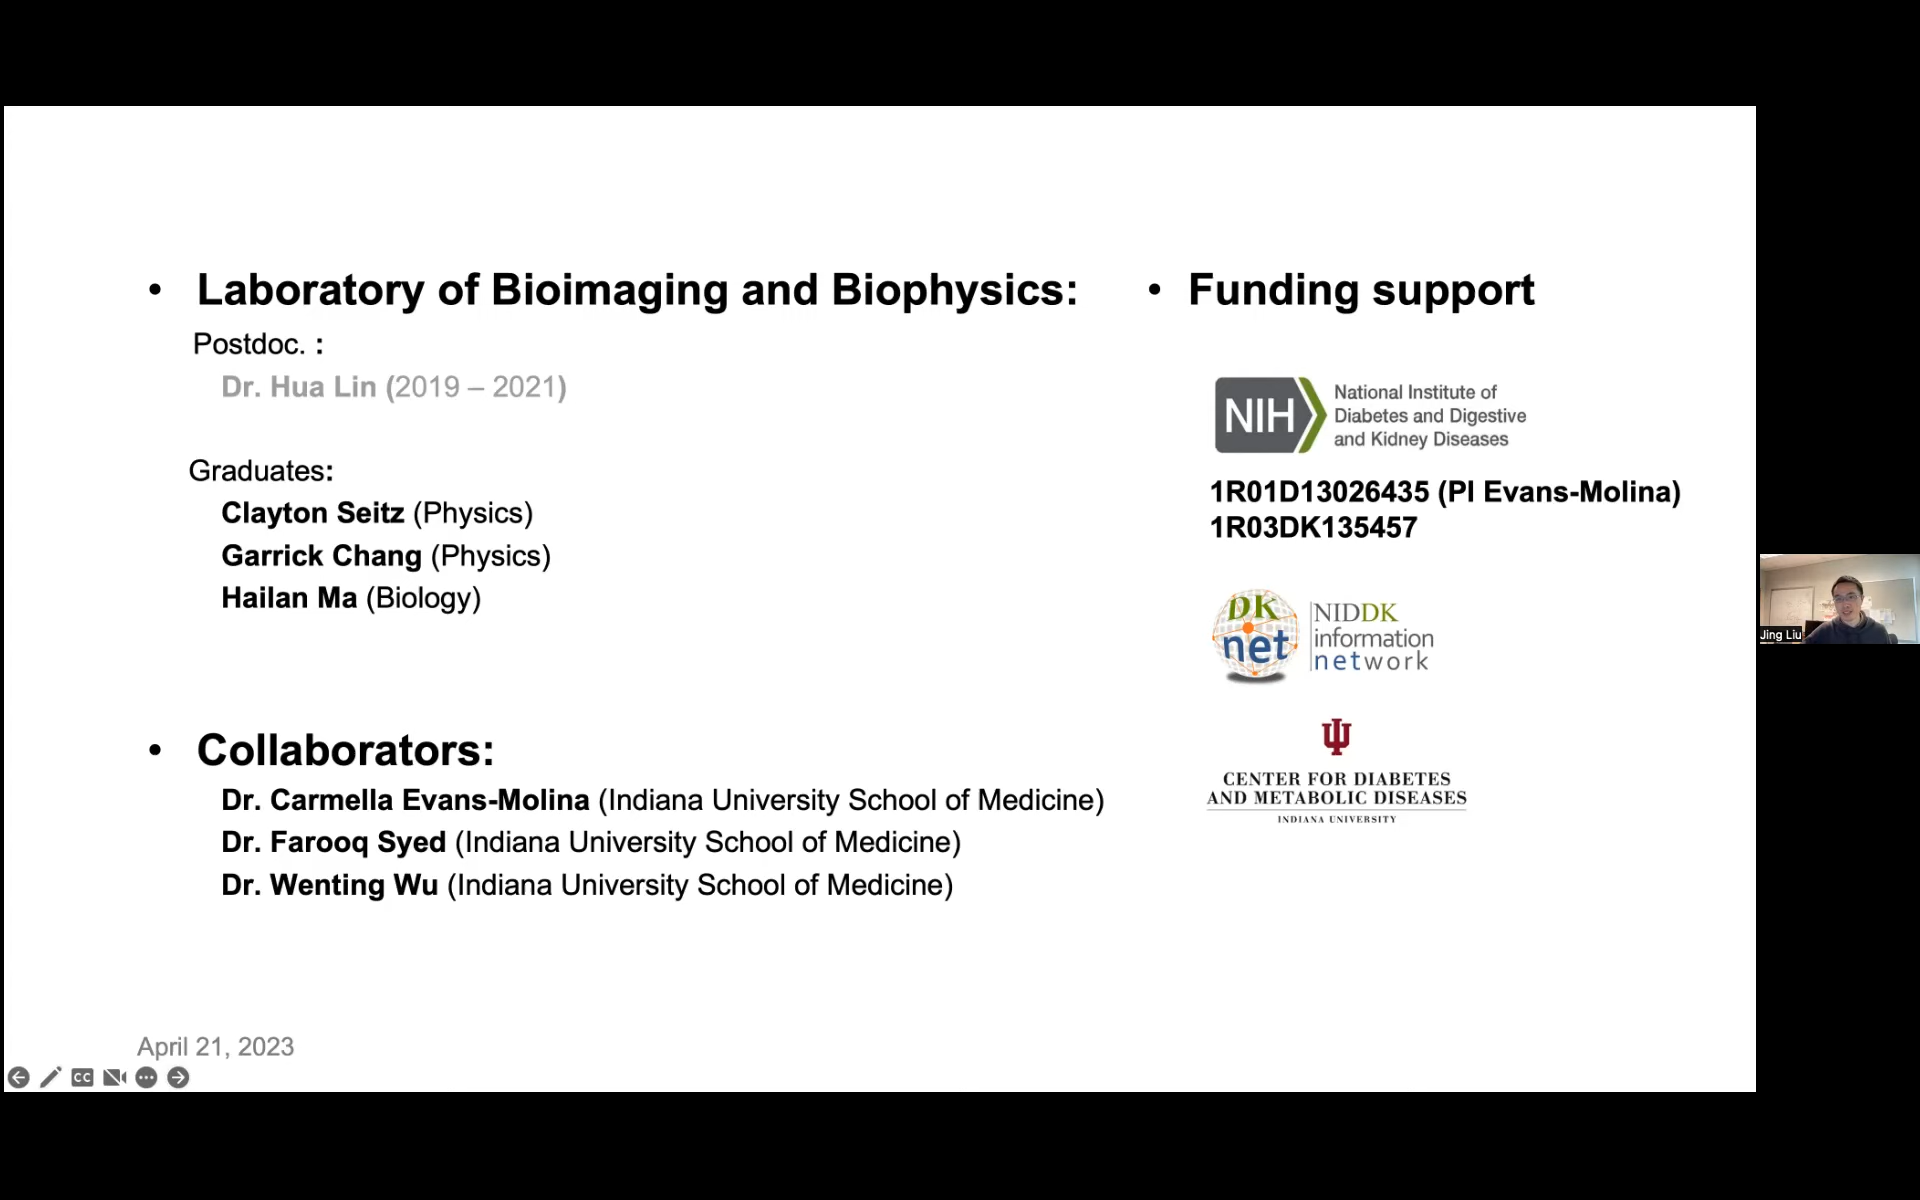 • Laboratory of Bioimaging and Biophysics:
Postdoc. :
Dr. Hua Lin (2019 – 2021)
Graduates:
Clayton Seitz (Physics)
Garrick Chang (Physics)
Hailan Ma (Biology)
• Collaborators:
Dr. Carmella Evans-Molina (Indiana University School of Medicine)
Dr. Farooq Syed (Indiana University School of Medicine)
Dr. Wenting Wu (Indiana University School of Medicine)
• Funding support
NIH
National Institute of
Diabetes and Digestive
and Kidney Diseases
1R01D13026435 (PI Evans-Molina)
1R03DK135457
DK
net
NIDDK
information
network
CENTER FOR DIABETES
AND METABOLIC DISEASES
INDIANA UNIVERSITY
April 21, 2023
CC
Jing Liu